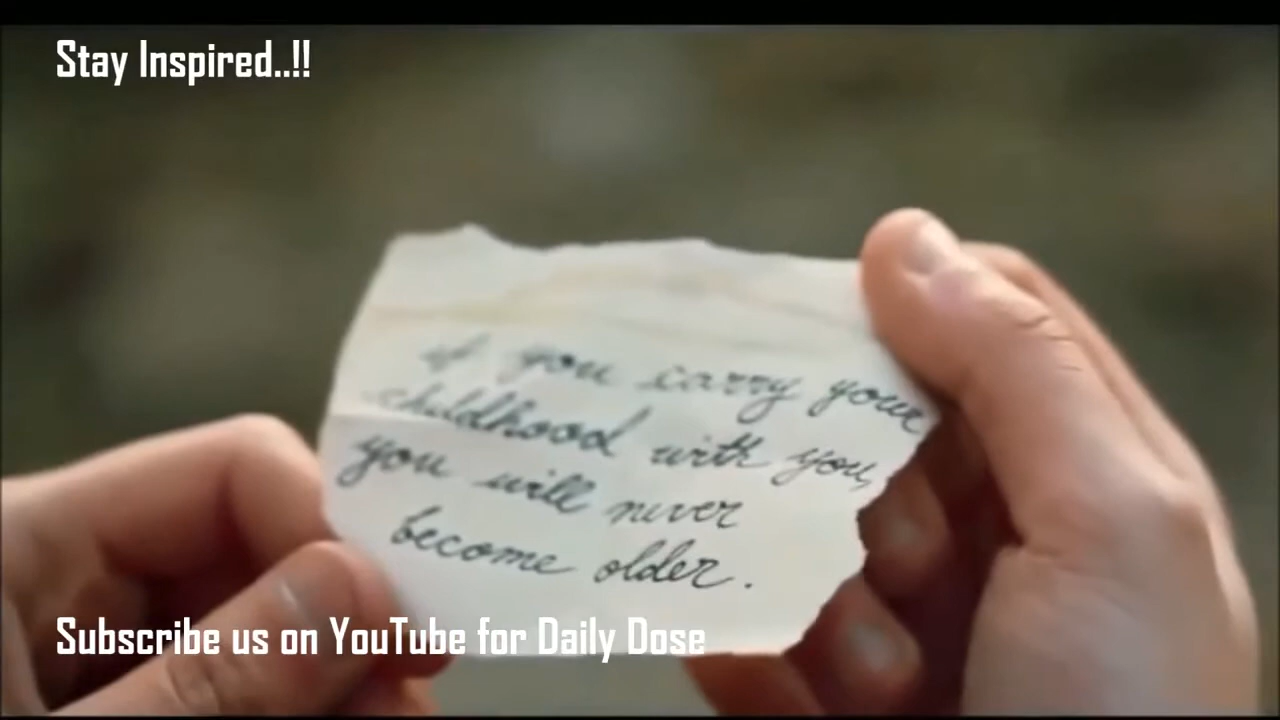 Stay Inspired..!!
if you carry your
childhood with you,
you will never
become older.
Subscribe us on YouTube for Daily Dose